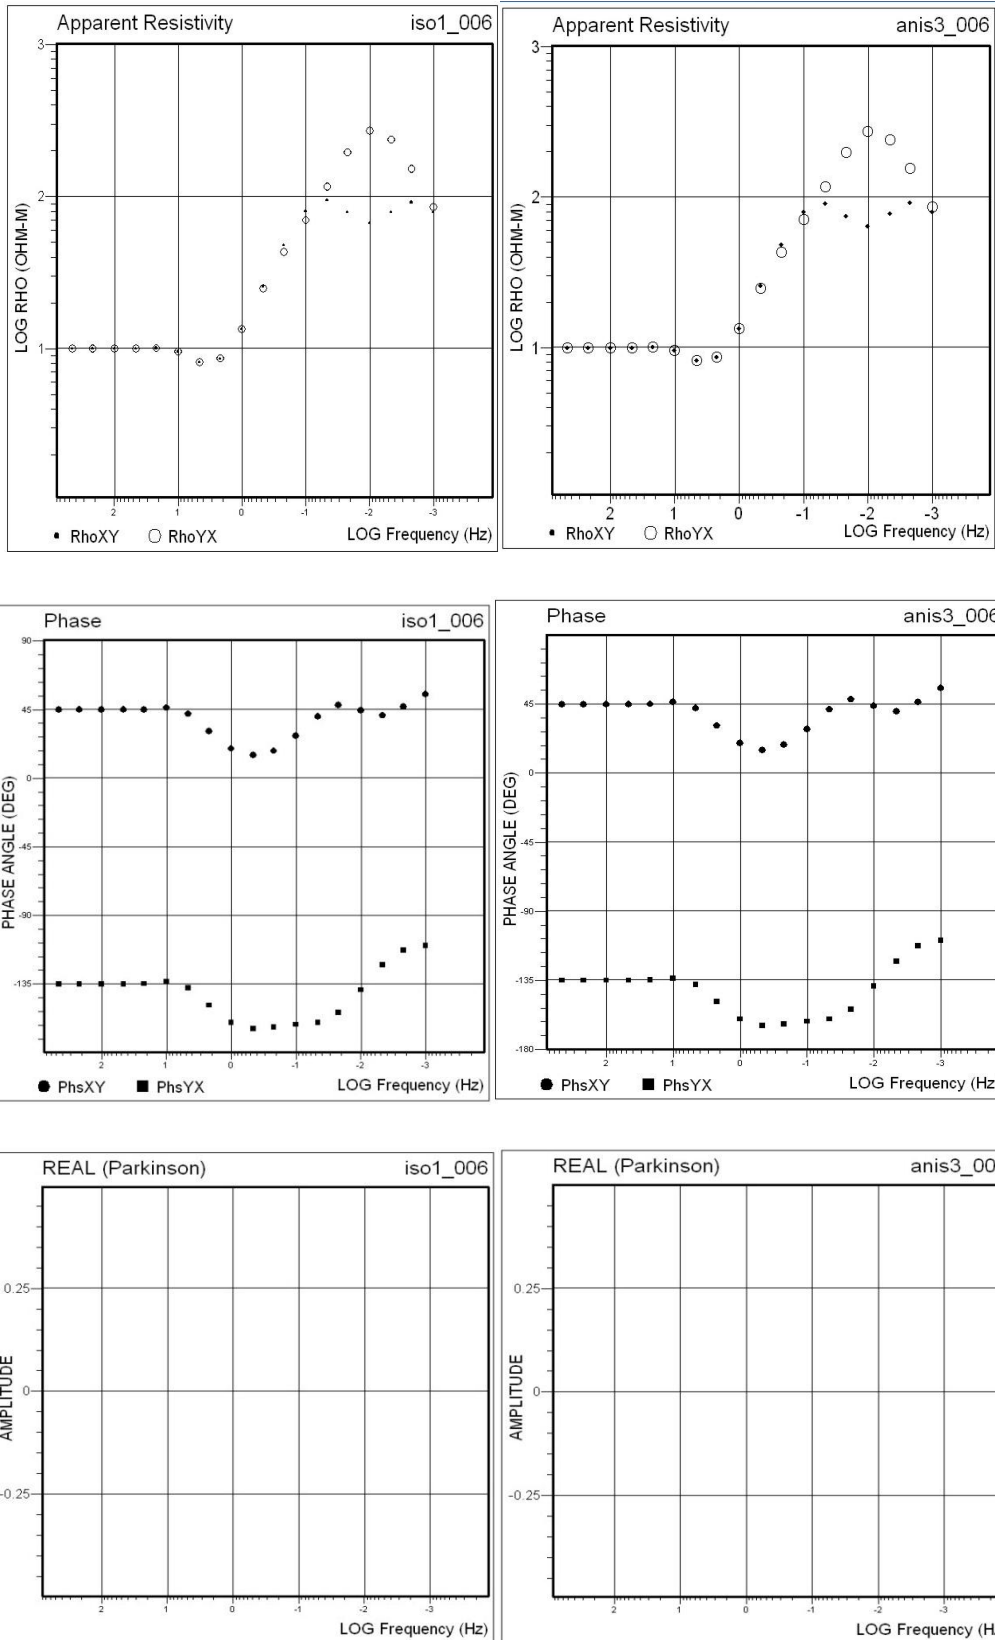 Apparent Resistivity iso1_006
3
2
1
LOG RHO (OHM-M)
2 1 0 -1 -2 -3
RhoXY RhoYX LOG Frequency (Hz)
Apparent Resistivity anis3_006
3
2
1
LOG RHO (OHM-M)
2 1 0 -1 -2 -3
RhoXY RhoYX LOG Frequency (Hz)
Phase iso1_006
90
45
0
-45
-90
-135
PHASE ANGLE (DEG)
2 1 0 -1 -2 -3
PhsXY PhsYX LOG Frequency (Hz)
Phase anis3_006
45
0
-45
-90
-135
-180
PHASE ANGLE (DEG)
2 1 0 -1 -2 -3
PhsXY PhsYX LOG Frequency (Hz)
REAL (Parkinson) iso1_006
0.25
0
-0.25
AMPLITUDE
2 1 0 -1 -2 -3
LOG Frequency (Hz)
REAL (Parkinson) anis3_00
0.25
0
-0.25
AMPLITUDE
2 1 0 -1 -2 -3
LOG Frequency (H